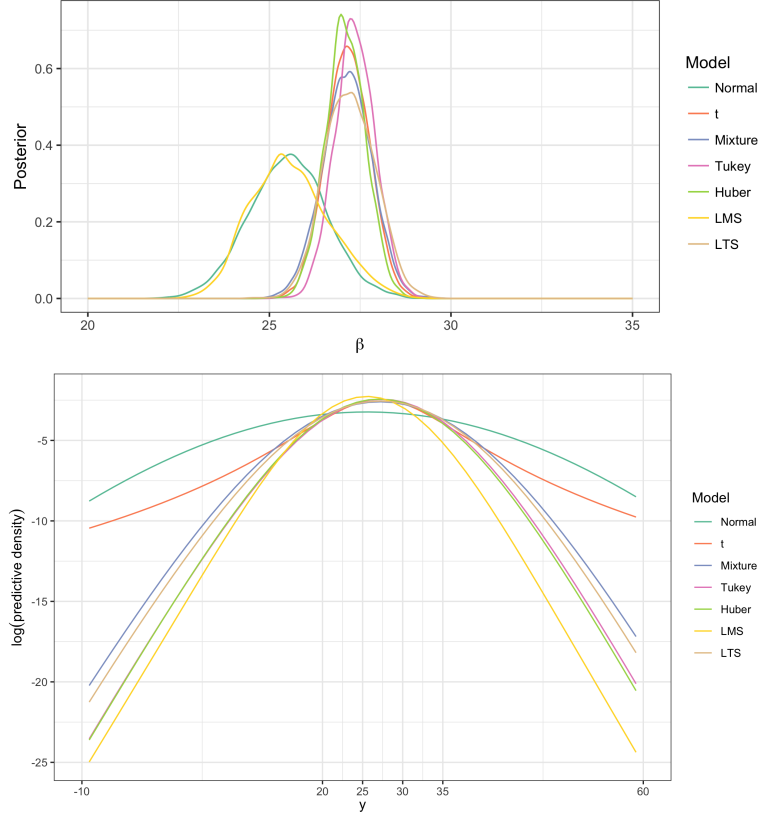 Posterior
0.6
0.4
0.2
0.0
20 25 30 35
β
Model
Normal
t
Mixture
Tukey
Huber
LMS
LTS
log(predictive density)
-5
-10
-15
-20
-25
-10 20 25 30 35 60
y
Model
Normal
t
Mixture
Tukey
Huber
LMS
LTS